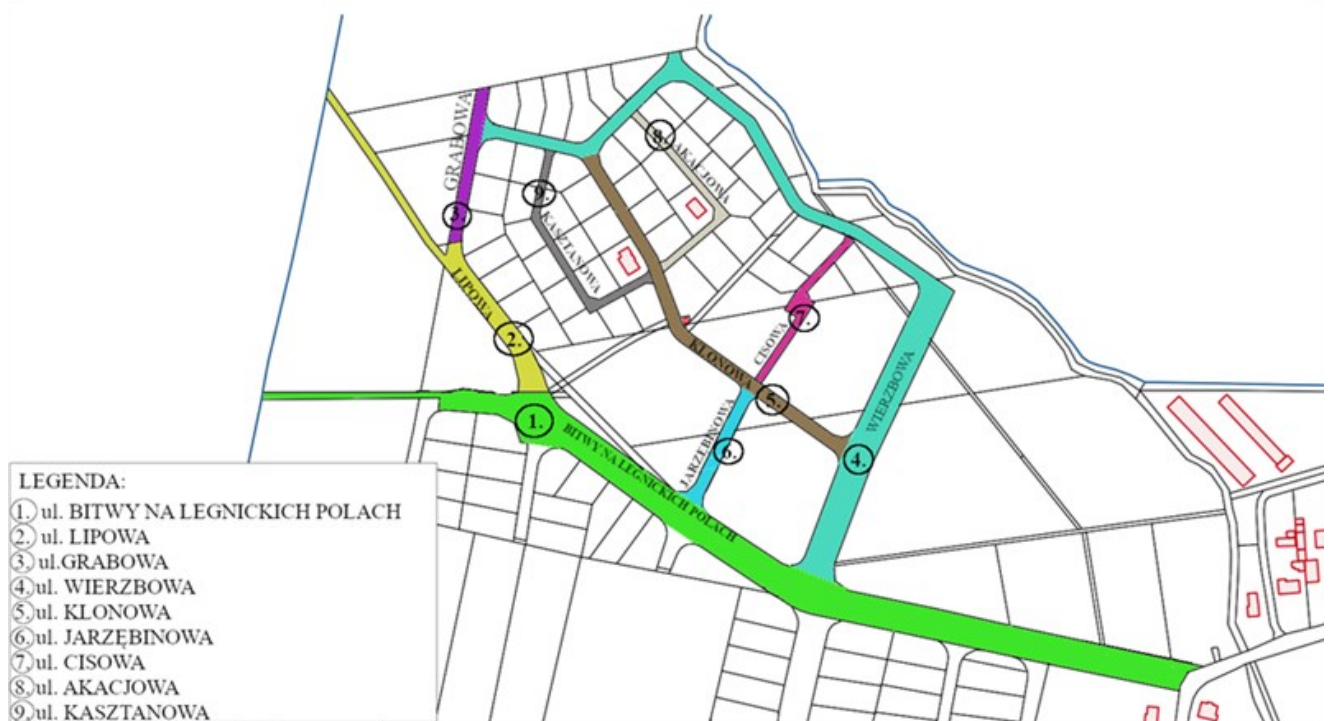 GRABOWA
3.
8.
AKACJOWA
9.
KASZTANOWA
LIPOWA
2.
7.
CISOWA
KLONOWA
5.
WIERZBOWA
4.
JARZĘBINOWA
6.
1.
BITWY NA LEGNICKICH POLACH
LEGENDA:
1. ul. BITWY NA LEGNICKICH POLACH
2. ul. LIPOWA
3. ul.GRABOWA
4. ul. WIERZBOWA
5. ul. KLONOWA
6. ul. JARZĘBINOWA
7. ul. CISOWA
8. ul. AKACJOWA
9. ul. KASZTANOWA